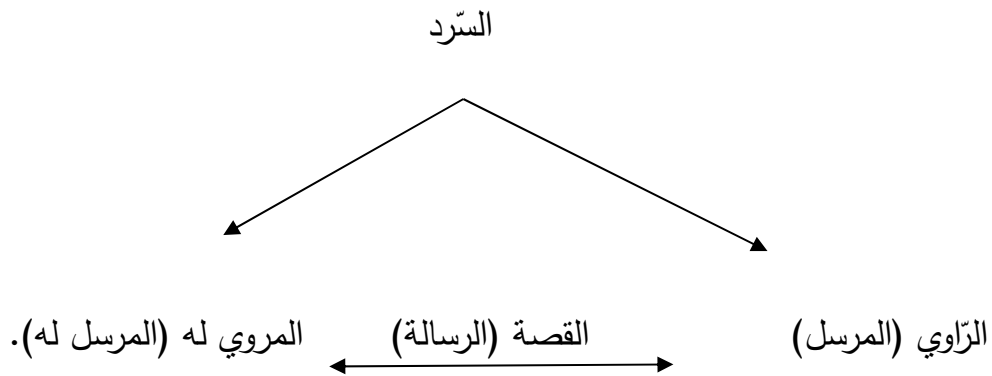 السّرد
الرّاوي (المرسل) القصة (الرسالة) المروي له (المرسل له).